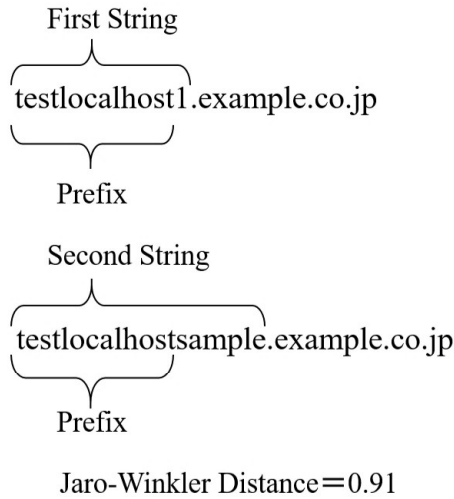 First String
testlocalhost1.example.co.jp
Prefix
Second String
testlocalhostsample.example.co.jp
Prefix
Jaro-Winkler Distance＝0.91